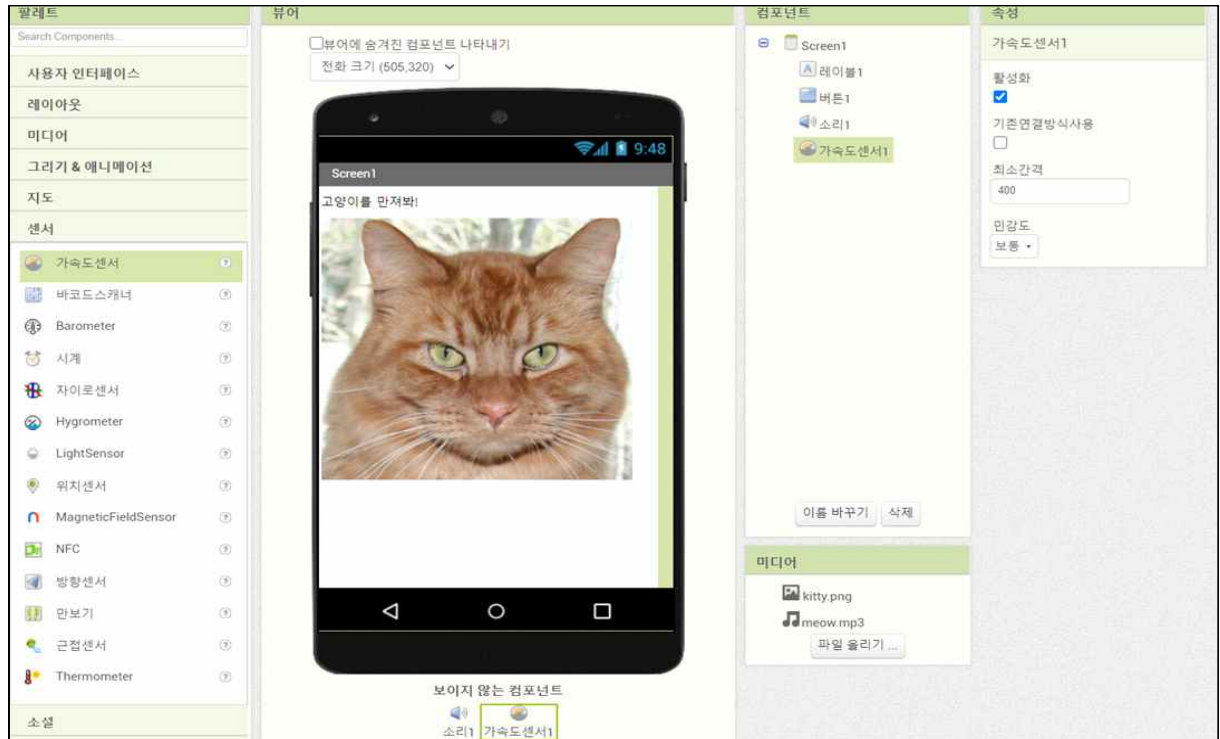 팔레트
Search Components...
사용자 인터페이스
레이아웃
미디어
그리기 & 애니메이션
지도
센서
가속도센서
바코드스캐너
Barometer
시계
자이로센서
Hygrometer
LightSensor
위치센서
MagneticFieldSensor
NFC
방향센서
만보기
근접센서
Thermometer
소셜
뷰어
뷰어에 숨겨진 컴포넌트 나타내기
전화 크기 (505,320)
9:48
Screen1
고양이를 만져봐!
보이지 않는 컴포넌트
소리1 가속도센서1
컴포넌트
Screen1
레이블1
버튼1
소리1
가속도센서1
이름 바꾸기 삭제
미디어
kitty.png
meow.mp3
파일 올리기 ...
속성
가속도센서1
활성화
기존연결방식사용
최소간격
400
민감도
보통